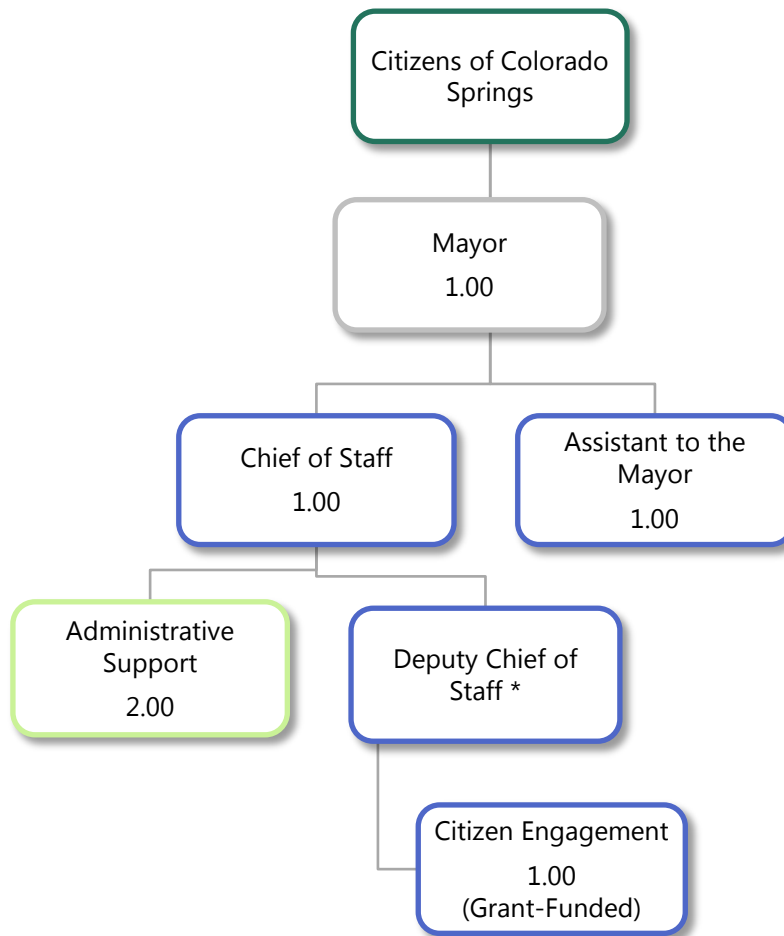 Citizens of Colorado
Springs
Mayor
1.00
Chief of Staff
1.00
Assistant to the
Mayor
1.00
Administrative
Support
2.00
Deputy Chief of
Staff *
Citizen Engagement
1.00
(Grant-Funded)